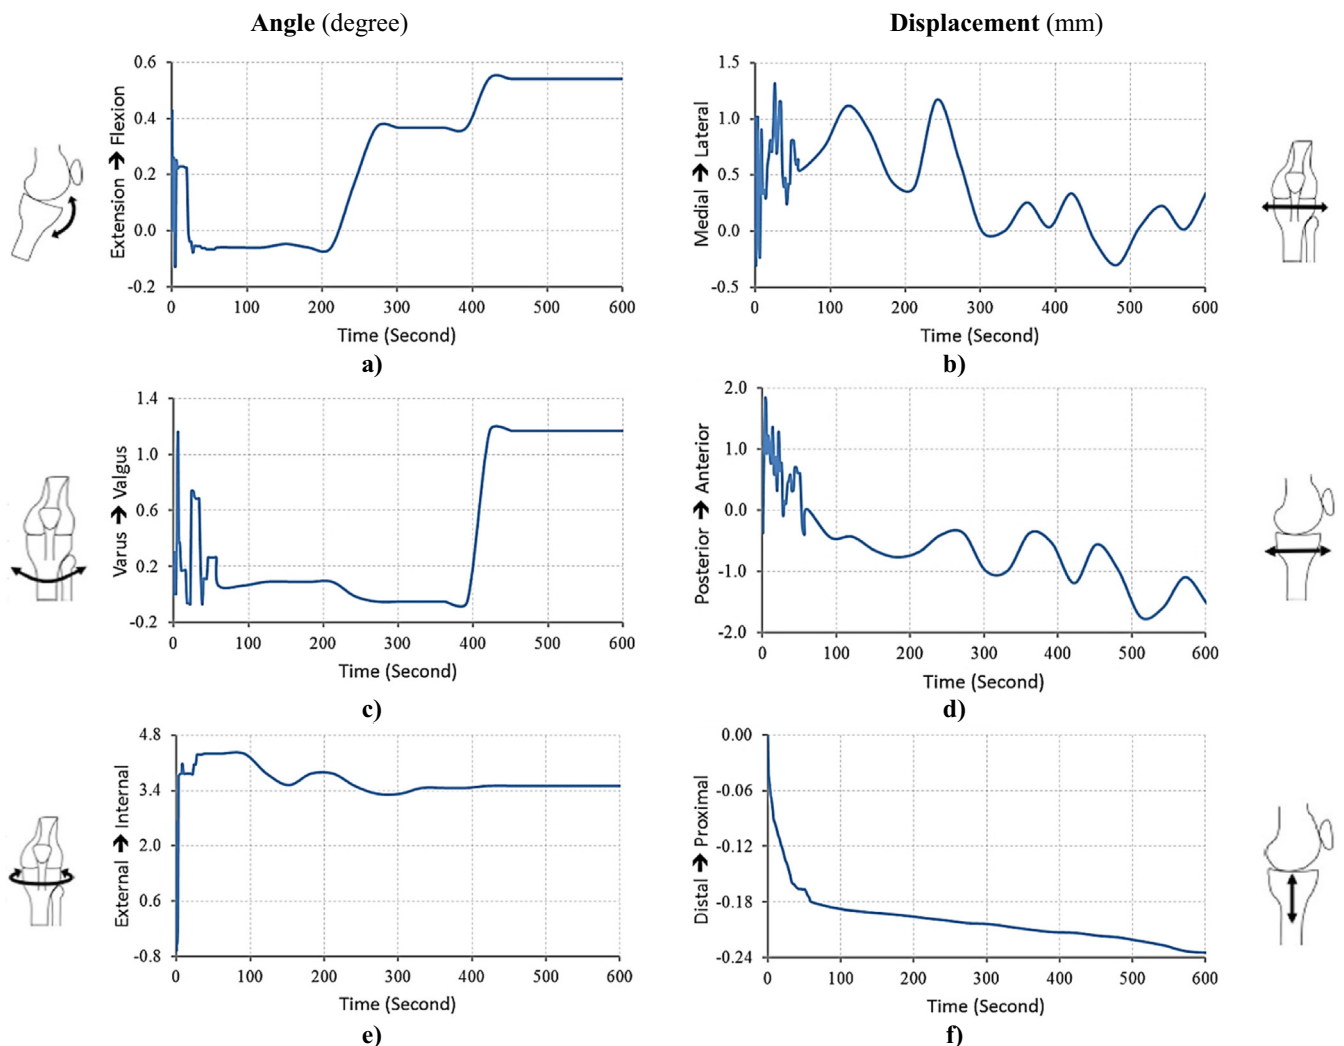 Angle (degree)
Displacement (mm)
Extension ➔ Flexion
0.6
0.4
0.2
0.0
-0.2
0 100 200 300 400 500 600
Time (Second)
a)
Medial ➔ Lateral
1.5
1.0
0.5
0.0
-0.5
0 100 200 300 400 500 600
Time (Second)
b)
Varus ➔ Valgus
1.4
1.0
0.6
0.2
-0.2
0 100 200 300 400 500 600
Time (Second)
c)
Posterior ➔ Anterior
2.0
1.0
0.0
-1.0
-2.0
0 100 200 300 400 500 600
Time (Second)
d)
External ➔ Internal
4.8
3.4
2.0
0.6
-0.8
0 100 200 300 400 500 600
Time (Second)
e)
Distal ➔ Proximal
0.00
-0.06
-0.12
-0.18
-0.24
0 100 200 300 400 500 600
Time (Second)
f)